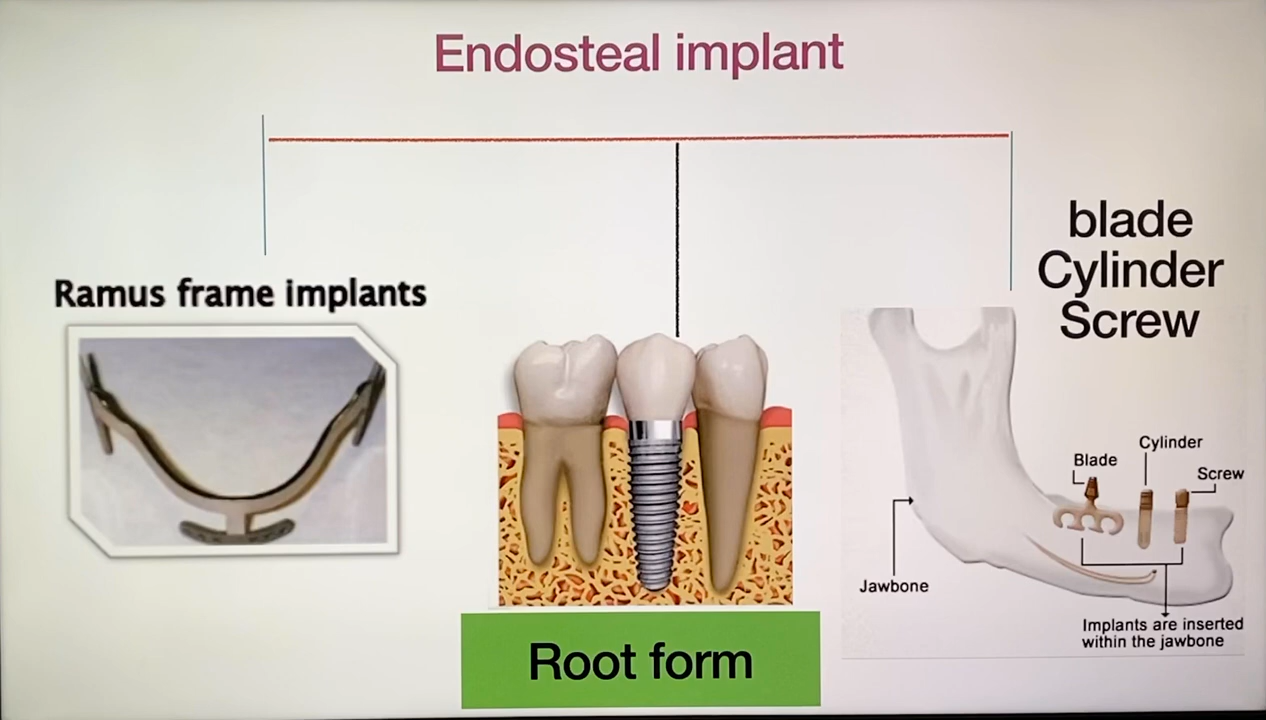 Endosteal implant
Ramus frame implants
blade
Cylinder
Screw
Cylinder
Blade
Screw
Jawbone
Implants are inserted
within the jawbone
Root form